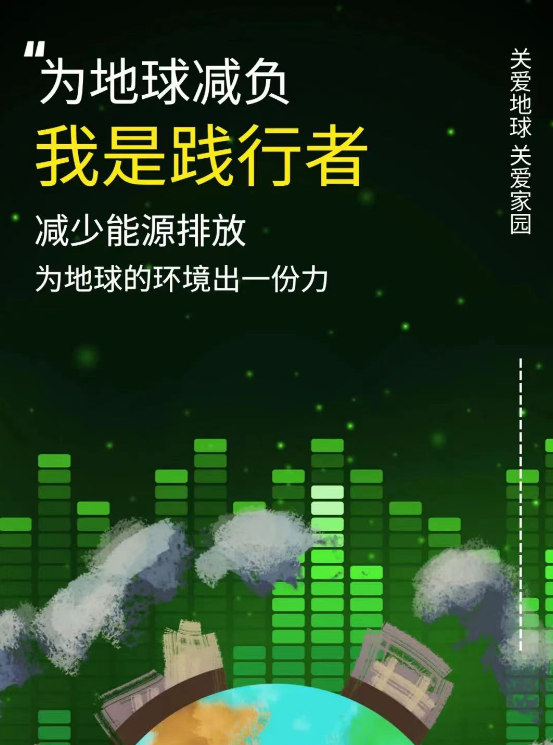 “为地球减负
我是践行者
减少能源排放
为地球的环境出一份力
关爱地球 关爱家园